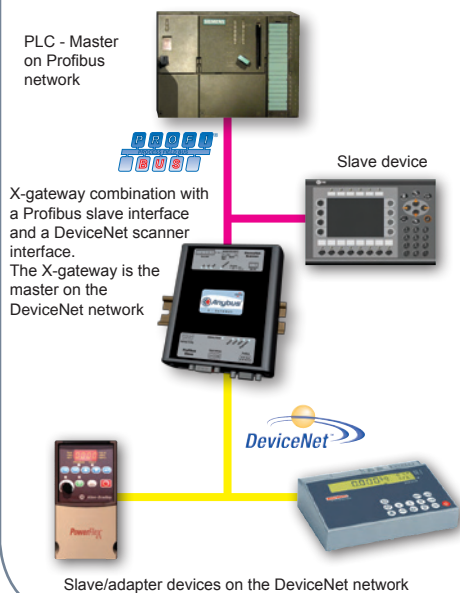 SIEMENS
PLC - Master
on Profibus
network
PROFI
BUS
Slave device
X-gateway combination with
a Profibus slave interface
and a DeviceNet scanner
interface.
The X-gateway is the
master on the
DeviceNet network
Anybus
DeviceNet
PowerFlex
Slave/adapter devices on the DeviceNet network